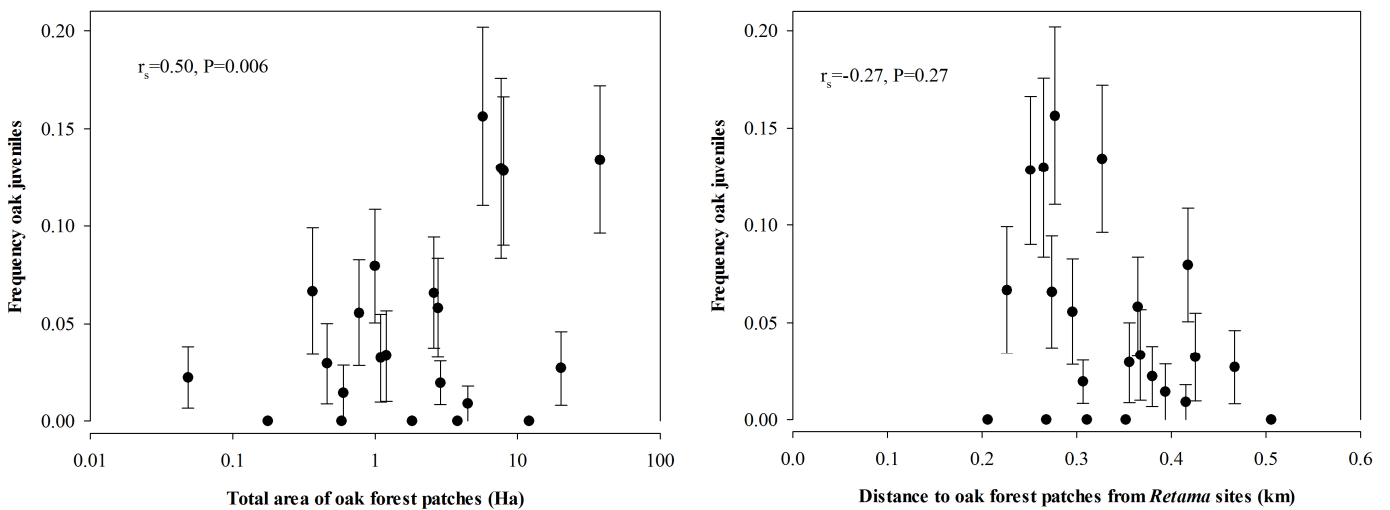 0.20
0.15
0.10
0.05
0.00
Frequency oak juveniles
rs=0.50, P=0.006
0.01 0.1 1 10 100
Total area of oak forest patches (Ha)
0.20
0.15
0.10
0.05
0.00
Frequency oak juveniles
rs=-0.27, P=0.27
0.0 0.1 0.2 0.3 0.4 0.5 0.6
Distance to oak forest patches from Retama sites (km)